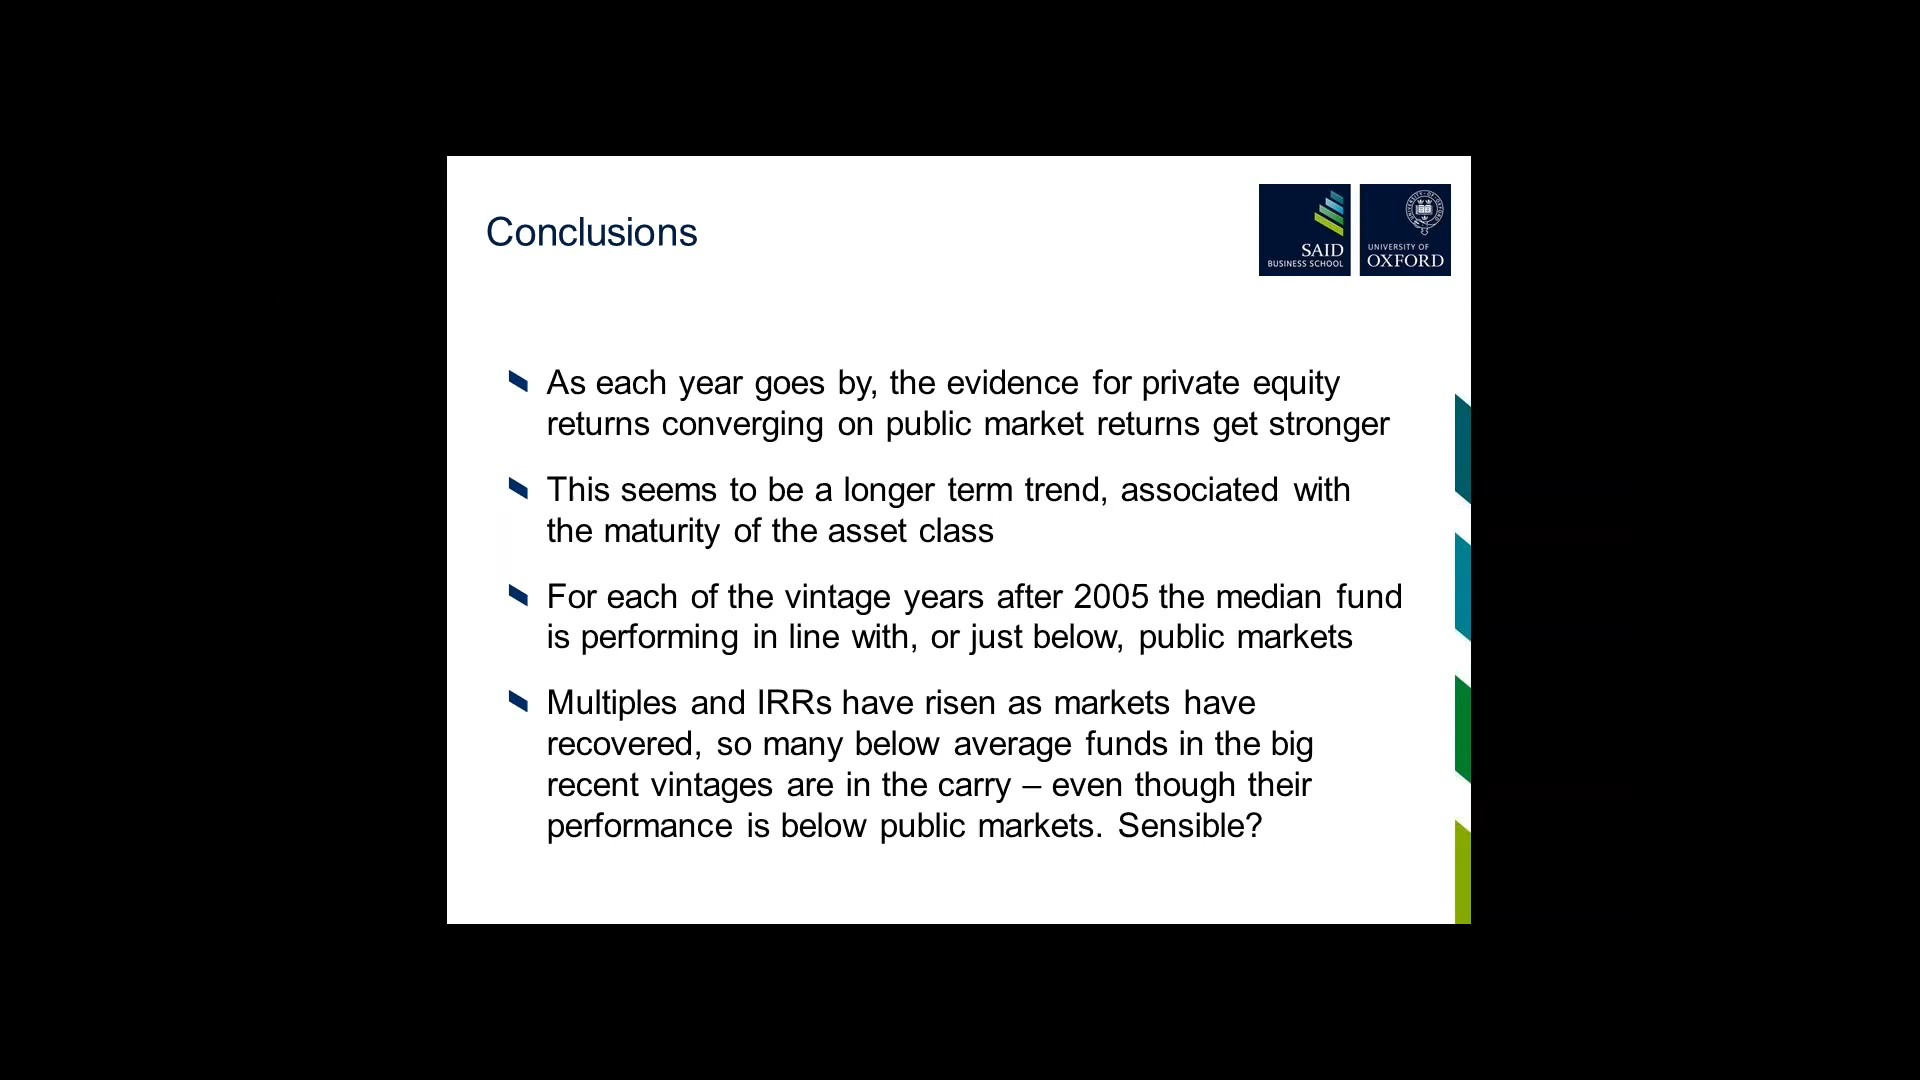 Conclusions
SAID
BUSINESS SCHOOL
UNIVERSITY OF
OXFORD
As each year goes by, the evidence for private equity
returns converging on public market returns get stronger
This seems to be a longer term trend, associated with
the maturity of the asset class
For each of the vintage years after 2005 the median fund
is performing in line with, or just below, public markets
Multiples and IRRs have risen as markets have
recovered, so many below average funds in the big
recent vintages are in the carry – even though their
performance is below public markets. Sensible?